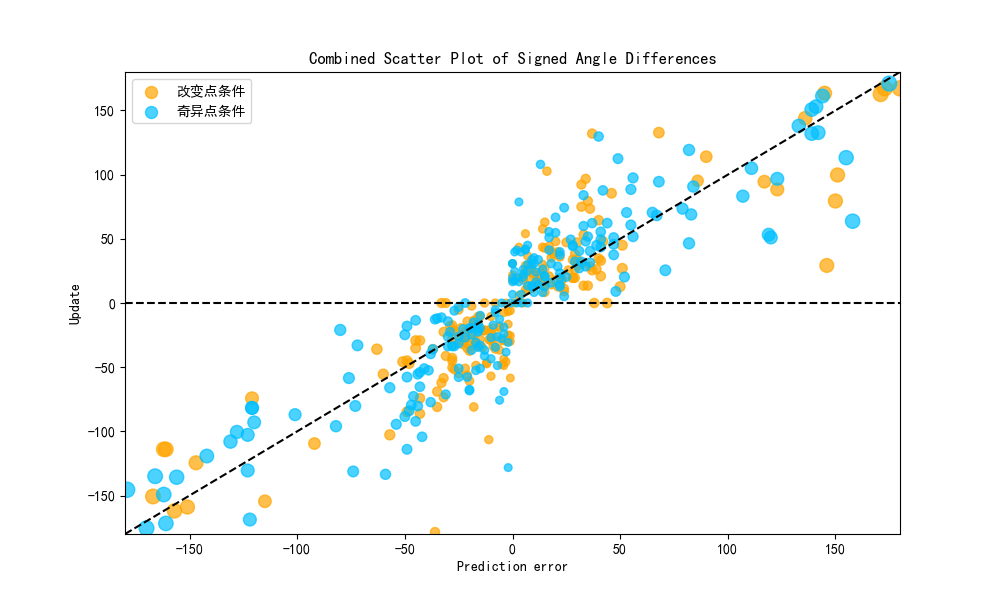 Combined Scatter Plot of Signed Angle Differences
改变点条件
奇异点条件
150
100
50
0
−50
−100
−150
Update
−150
−100
−50
0
50
100
150
Prediction error